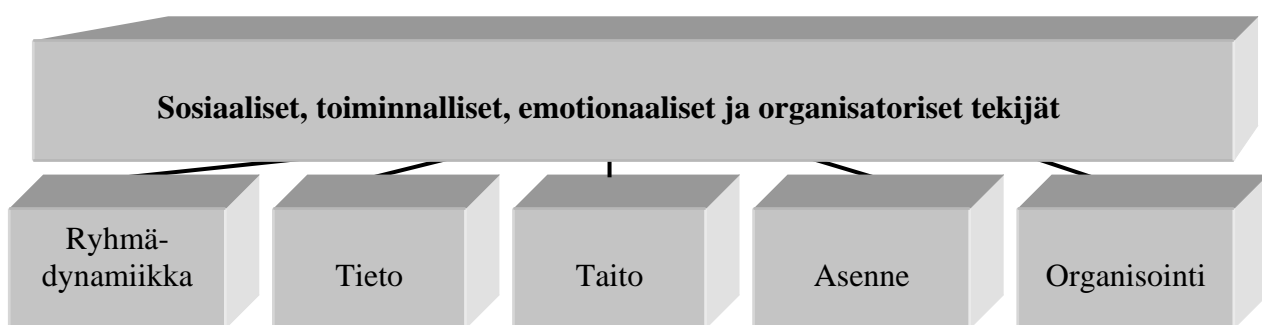 Sosiaaliset, toiminnalliset, emotionaaliset ja organisatoriset tekijät
Ryhmä-
dynamiikka
Tieto
Taito
Asenne
Organisointi